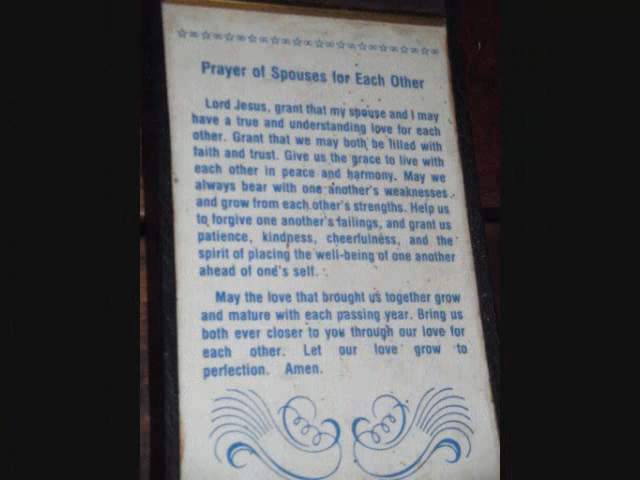 Prayer of Spouses for Each Other
Lord Jesus, grant that my spouse and I may
have a true and understanding love for each
other. Grant that we may both be filled with
faith and trust. Give us the grace to live with
each other in peace and harmony. May we
always bear with one another's weaknesses
and grow from each other's strengths. Help us
to forgive one another's failings, and grant us
patience, kindness, cheerfulness, and the
spirit of placing the well-being of one another
ahead of one's self.
May the love that brought us together grow
and mature with each passing year. Bring us
both ever closer to you through our love for
each other. Let our love grow to
perfection. Amen.